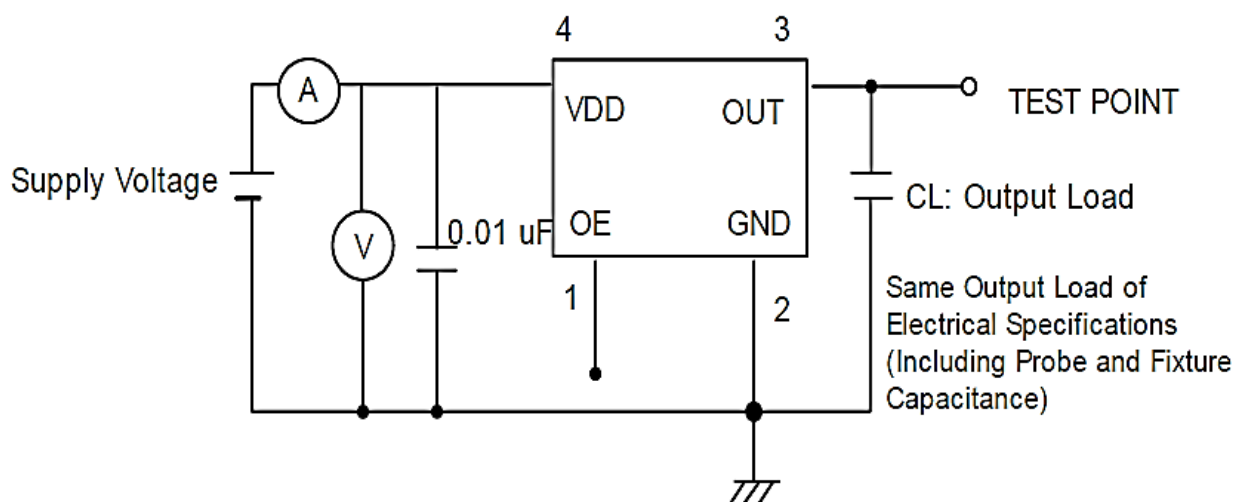 4
3
A
VDD
OUT
TEST POINT
Supply Voltage
CL: Output Load
V
0.01 uF
OE
GND
1
2
Same Output Load of
Electrical Specifications
(Including Probe and Fixture
Capacitance)